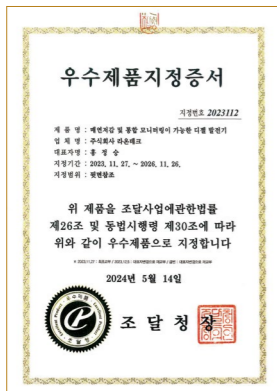 우수제품지정증서
지정번호 2023112
제 품 명 : 매연저감 및 통합 모니터링이 가능한 디젤 발전기
업 체 명 : 주식회사 라온테크
대표자명 : 홍 정 승
지정기간 : 2023. 11. 27. ~ 2026. 11. 26.
지정범위 : 뒷면참조
위 제품을 조달사업에관한법률
제26조 및 동법시행령 제30조에 따라
위와 같이 우수제품으로 지정합니다
2024년 5월 14일
조 달 청 장